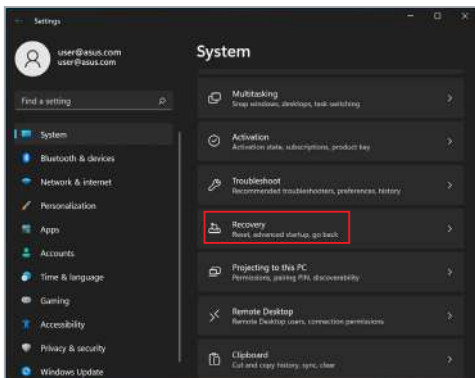 Settings
user@asus.com
user@asus.com
Find a setting
System
Bluetooth & devices
Network & internet
Personalization
Apps
Accounts
Time & language
Gaming
Accessibility
Privacy & security
Windows Update
System
Multitasking
Snap windows, desktops, task switching
Activation
Activation state, subscriptions, product key
Troubleshoot
Recommended troubleshooters, preferences, history
Recovery
Reset, advanced startup, go back
Projecting to this PC
Permissions, pairing PIN, discoverability
Remote Desktop
Remote Desktop users, connection permissions
Clipboard
Cut and copy history, sync, clear